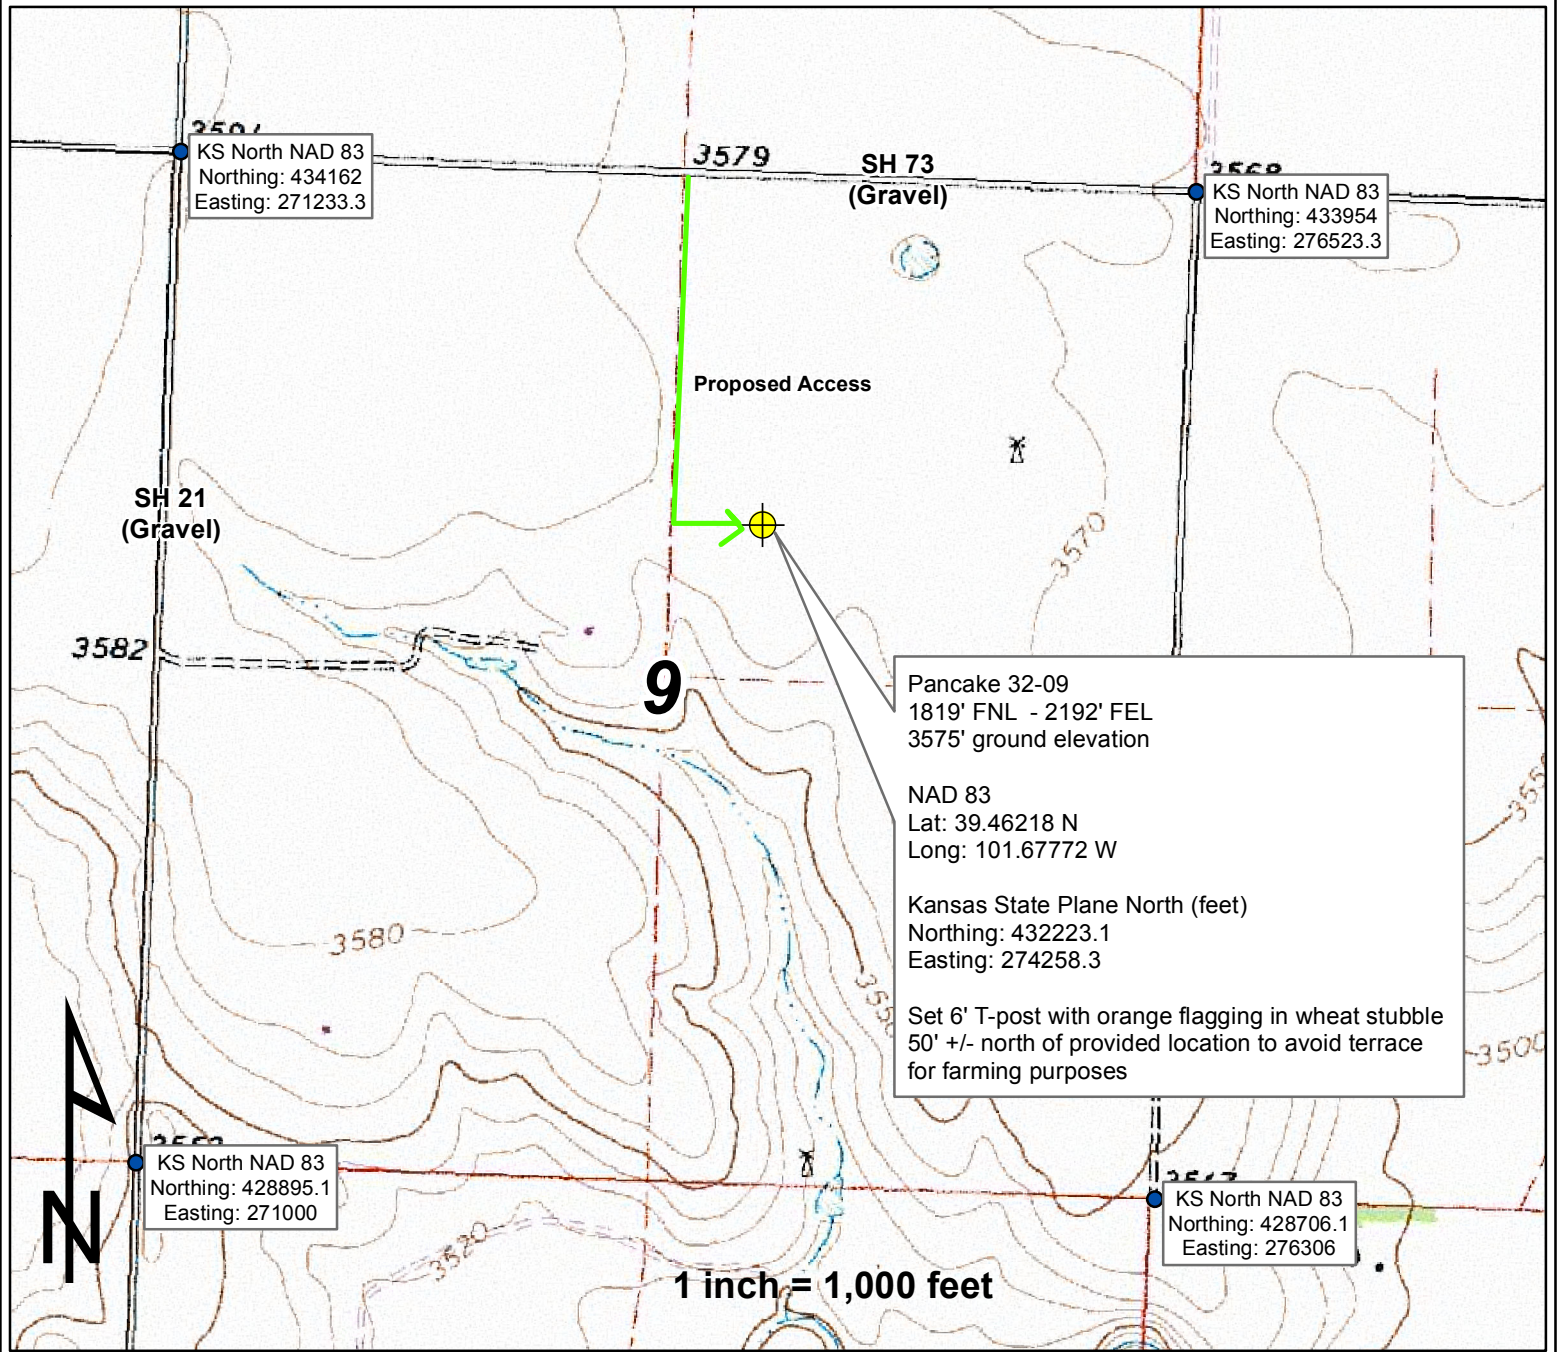 KS North NAD 83
Northing: 434162
Easting: 271233.3
3579
SH 73
(Gravel)
3568
KS North NAD 83
Northing: 433954
Easting: 276523.3
Proposed Access
SH 21
(Gravel)
3570
3582
9
Pancake 32-09
1819' FNL - 2192' FEL
3575' ground elevation
NAD 83
Lat: 39.46218 N
Long: 101.67772 W
Kansas State Plane North (feet)
Northing: 432223.1
Easting: 274258.3
Set 6' T-post with orange flagging in wheat stubble
50' +/- north of provided location to avoid terrace
for farming purposes
3580
3500
N
KS North NAD 83
Northing: 428895.1
Easting: 271000
KS North NAD 83
Northing: 428706.1
Easting: 276306
3520
1 inch = 1,000 feet